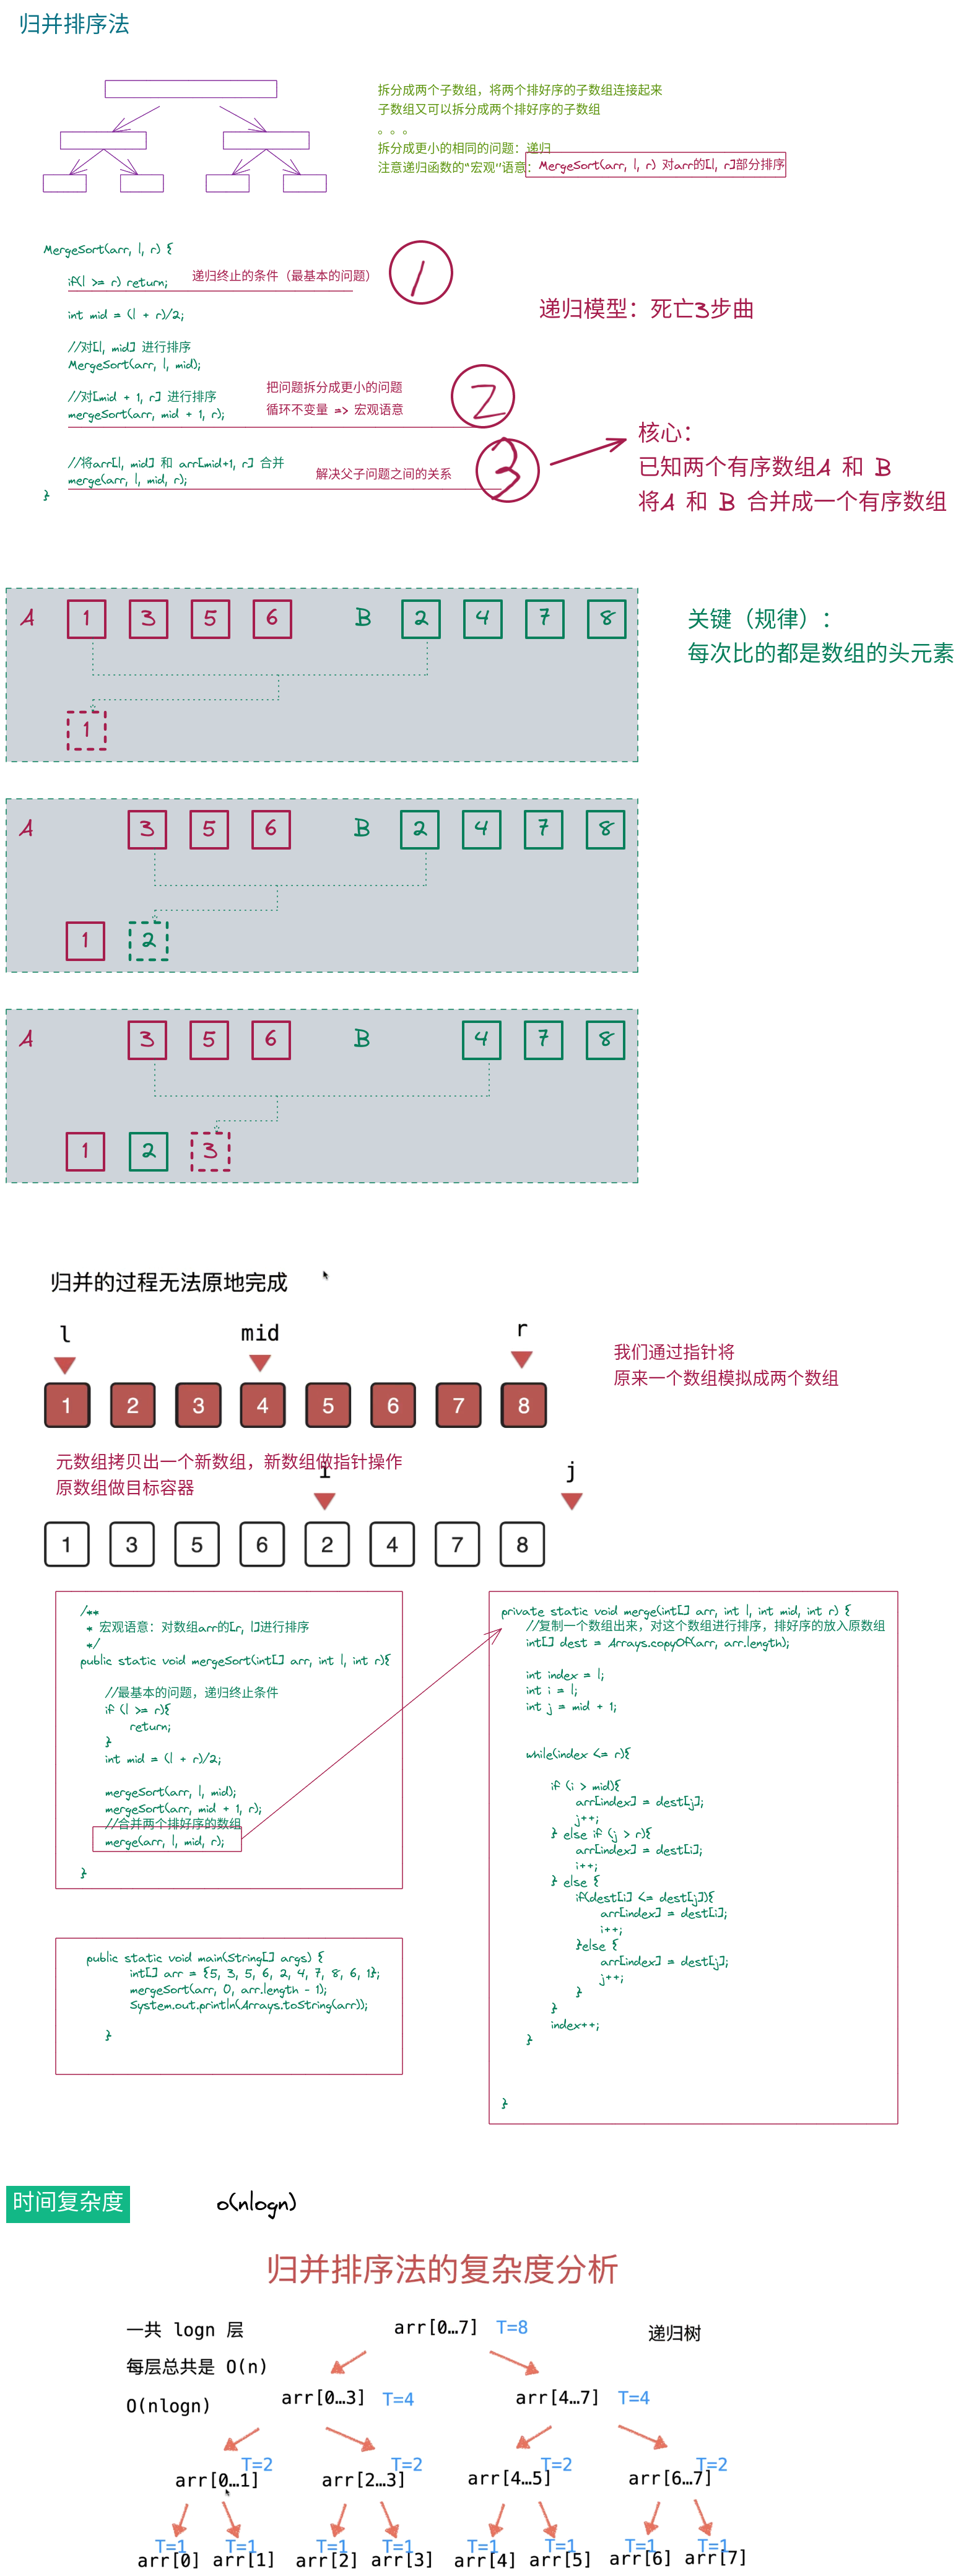 归并排序法
拆分成两个子数组，将两个排好序的子数组连接起来
子数组又可以拆分成两个排好序的子数组
。。。
拆分成更小的相同的问题：递归
注意递归函数的“宏观”语意：MergeSort(arr, l, r) 对arr的[l, r]部分排序
MergeSort(arr, l, r) {
if(l >= r) return;
递归终止的条件（最基本的问题）
1
int mid = (l + r)/2;
递归模型：死亡3步曲
//对[l, mid] 进行排序
MergeSort(arr, l, mid);
//对[mid + 1, r] 进行排序
mergeSort(arr, mid + 1, r);
把问题拆分成更小的问题
循环不变量 => 宏观语意
2
//将arr[l, mid] 和 arr[mid+1, r] 合并
merge(arr, l, mid, r);
}
解决父子问题之间的关系
3
核心：
已知两个有序数组A 和 B
将A 和 B 合并成一个有序数组
A 1 3 5 6 B 2 4 7 8
1
关键（规律）：
每次比的都是数组的头元素
A 3 5 6 B 2 4 7 8
1 2
A 3 5 6 B 4 7 8
1 2 3
归并的过程无法原地完成
l mid r
1 2 3 4 5 6 7 8
我们通过指针将
原来一个数组模拟成两个数组
元数组拷贝出一个新数组，新数组做指针操作
原数组做目标容器
i j
1 3 5 6 2 4 7 8
/**
* 宏观语意：对数组arr的[r, l]进行排序
*/
public static void mergeSort(int[] arr, int l, int r){
//最基本的问题，递归终止条件
if (l >= r){
return;
}
int mid = (l + r)/2;
mergeSort(arr, l, mid);
mergeSort(arr, mid + 1, r);
//合并两个排好序的数组
merge(arr, l, mid, r);
}
public static void main(String[] args) {
int[] arr = {5, 3, 5, 6, 2, 4, 7, 8, 6, 1};
mergeSort(arr, 0, arr.length - 1);
System.out.println(Arrays.toString(arr));
}
private static void merge(int[] arr, int l, int mid, int r) {
//复制一个数组出来，对这个数组进行排序，排好序的放入原数组
int[] dest = Arrays.copyOf(arr, arr.length);
int index = l;
int i = l;
int j = mid + 1;
while(index <= r){
if (i > mid){
arr[index] = dest[j];
j++;
} else if (j > r){
arr[index] = dest[i];
i++;
} else {
if(dest[i] <= dest[j]){
arr[index] = dest[i];
i++;
}else {
arr[index] = dest[j];
j++;
}
}
index++;
}
}
时间复杂度
o(nlogn)
归并排序法的复杂度分析
一共 logn 层
每层总共是 O(n)
O(nlogn)
递归树
arr[0…7] T=8
arr[0…3] T=4 arr[4…7] T=4
T=2 T=2 T=2 T=2
arr[0…1] arr[2…3] arr[4…5] arr[6…7]
T=1 T=1 T=1 T=1 T=1 T=1 T=1 T=1
arr[0] arr[1] arr[2] arr[3] arr[4] arr[5] arr[6] arr[7]